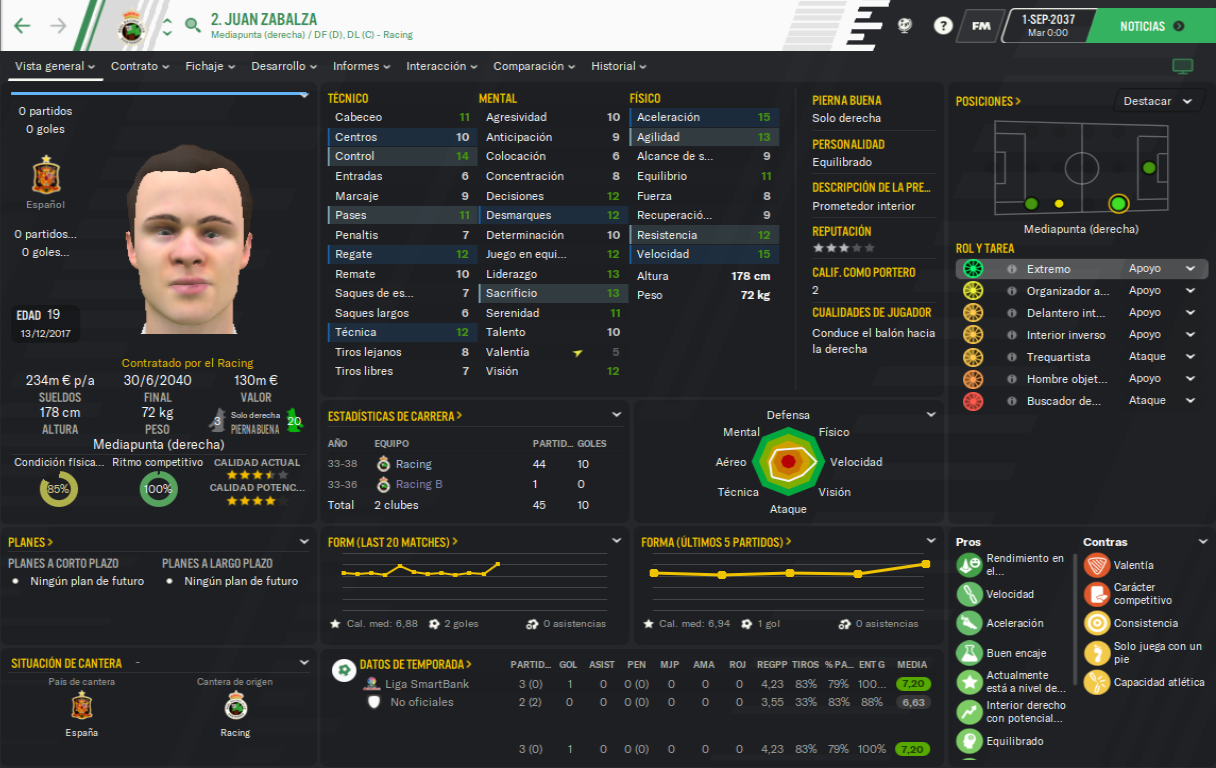 2. JUAN ZABALZA
Mediapunta (derecha) / DF (D), DL (C) - Racing
?
FM
1-SEP-2037
Mar 0:00
NOTICIAS
Vista general
Contrato
Fichaje
Desarrollo
Informes
Interacción
Comparación
Historial
0 partidos
0 goles
Español
0 partidos...
0 goles...
EDAD 19
13/12/2017
Contratado por el Racing
234m € p/a
SUELDOS
30/6/2040
FINAL
130m €
VALOR
178 cm
ALTURA
72 kg
PESO
3
Solo derecha
PIERNA BUENA
20
Mediapunta (derecha)
Condición física...
85%
Ritmo competitivo
100%
CALIDAD ACTUAL
CALIDAD POTENC...
TÉCNICO
Cabeceo 11
Centros 10
Control 14
Entradas 6
Marcaje 9
Pases 11
Penaltis 7
Regate 12
Remate 10
Saques de es... 7
Saques largos 6
Técnica 12
Tiros lejanos 8
Tiros libres 7
MENTAL
Agresividad 10
Anticipación 9
Colocación 6
Concentración 8
Decisiones 12
Desmarques 12
Determinación 10
Juego en equi... 12
Liderazgo 13
Sacrificio 13
Serenidad 11
Talento 10
Valentía 5
Visión 12
FÍSICO
Aceleración 15
Agilidad 13
Alcance de s... 9
Equilibrio 11
Fuerza 8
Recuperació... 9
Resistencia 12
Velocidad 15
Altura 178 cm
Peso 72 kg
PIERNA BUENA
Solo derecha
PERSONALIDAD
Equilibrado
DESCRIPCIÓN DE LA PRE...
Prometedor interior
REPUTACIÓN
CALIF. COMO PORTERO
2
CUALIDADES DE JUGADOR
Conduce el balón hacia
la derecha
POSICIONES >
Destacar
Mediapunta (derecha)
ROL Y TAREA
Extremo Apoyo
Organizador a... Apoyo
Delantero int... Apoyo
Interior inverso Apoyo
Trequartista Ataque
Hombre objet... Apoyo
Buscador de... Ataque
ESTADÍSTICAS DE CARRERA >
AÑO EQUIPO PARTID... GOLES
33-38 Racing 44 10
33-36 Racing B 1 0
Total 2 clubes 45 10
Defensa
Mental Físico
Aéreo Velocidad
Técnica Visión
Ataque
PLANES >
PLANES A CORTO PLAZO
Ningún plan de futuro
PLANES A LARGO PLAZO
Ningún plan de futuro
FORM (LAST 20 MATCHES) >
Cal. med: 6,88 2 goles 0 asistencias
FORMA (ÚLTIMOS 5 PARTIDOS) >
Cal. med: 6,94 1 gol 0 asistencias
Pros
Rendimiento en
el...
Velocidad
Aceleración
Buen encaje
Actualmente
está a nivel de...
Interior derecho
con potencial...
Equilibrado
Contras
Valentía
Carácter
competitivo
Consistencia
Solo juega con un
pie
Capacidad atlética
SITUACIÓN DE CANTERA -
País de cantera
España
Cantera de origen
Racing
DATOS DE TEMPORADA >
PARTID... GOL ASIST PEN MJP AMA ROJ REGPP TIROS % PA... ENT G MEDIA
Liga SmartBank 3 (0) 1 0 0 (0) 0 0 0 4,23 83% 79% 100... 7,20
No oficiales 2 (2) 0 0 0 (0) 0 0 0 3,55 33% 83% 88% 6,63
3 (0) 1 0 0 (0) 0 0 0 4,23 83% 79% 100% 7,20